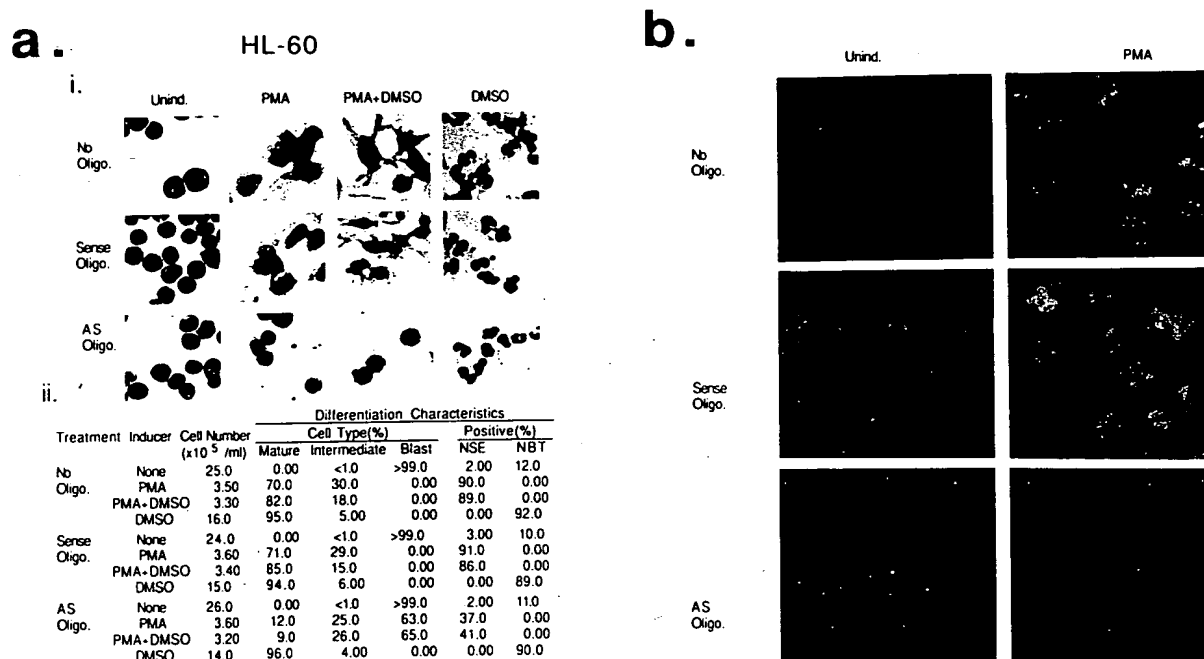 a.
HL-60
i.
Unind. PMA PMA+DMSO DMSO
No
Oligo.
Sense
Oligo.
AS
Oligo.
ii.
Differentiation Characteristics
Treatment Inducer Cell Number Cell Type(%) Positive(%)
(x10 5 /ml) Mature Intermediate Blast NSE NBT
No None 25.0 0.00 <1.0 >99.0 2.00 12.0
Oligo. PMA 3.50 70.0 30.0 0.00 90.0 0.00
PMA+DMSO 3.30 82.0 18.0 0.00 89.0 0.00
DMSO 16.0 95.0 5.00 0.00 0.00 92.0
Sense None 24.0 0.00 <1.0 >99.0 3.00 10.0
Oligo. PMA 3.60 71.0 29.0 0.00 91.0 0.00
PMA+DMSO 3.40 85.0 15.0 0.00 86.0 0.00
DMSO 15.0 94.0 6.00 0.00 0.00 89.0
AS None 26.0 0.00 <1.0 >99.0 2.00 11.0
Oligo. PMA 3.60 12.0 25.0 63.0 37.0 0.00
PMA+DMSO 3.20 9.0 26.0 65.0 41.0 0.00
DMSO 14.0 96.0 4.00 0.00 0.00 90.0
b.
Unind. PMA
No
Oligo.
Sense
Oligo.
AS
Oligo.